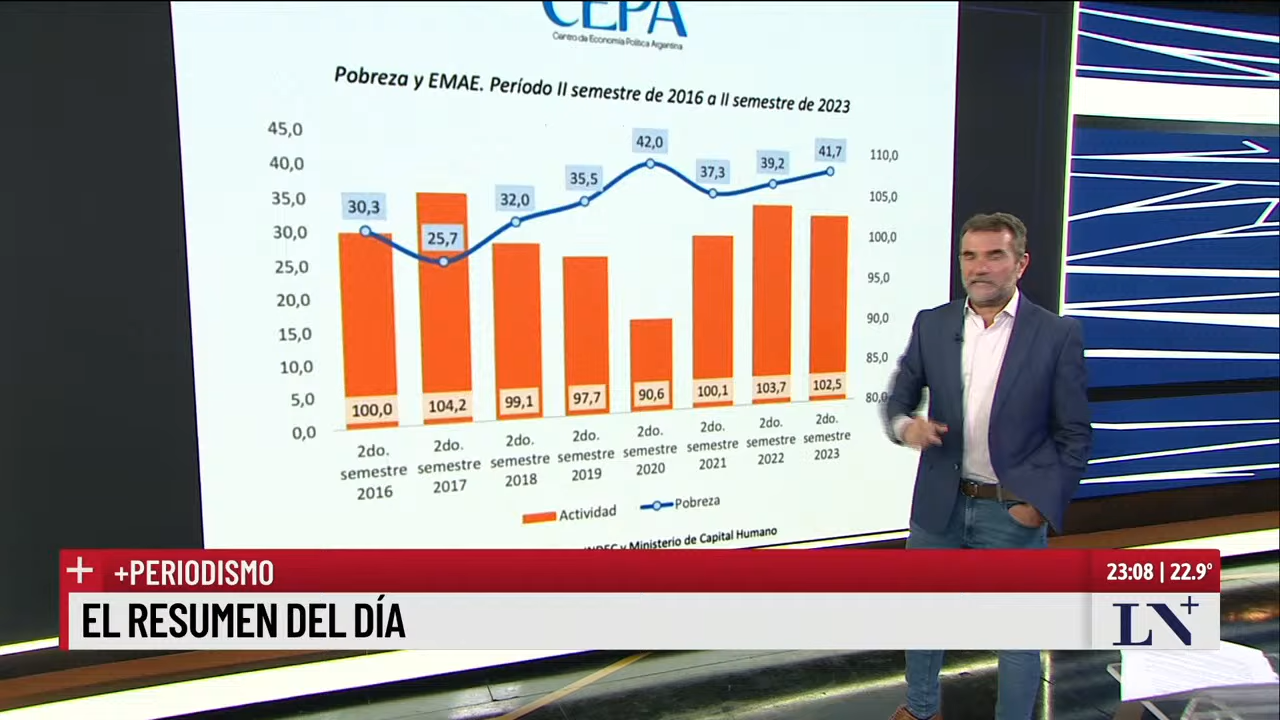 CEPA
Centro de Economía Política Argentina
Pobreza y EMAE. Período II semestre de 2016 a II semestre de 2023
45,0
40,0
35,0
30,0
25,0
20,0
15,0
10,0
5,0
0,0
110,0
105,0
100,0
95,0
90,0
85,0
80,0
30,3
25,7
32,0
35,5
42,0
37,3
39,2
41,7
100,0
104,2
99,1
97,7
90,6
100,1
103,7
102,5
2do. semestre 2016
2do. semestre 2017
2do. semestre 2018
2do. semestre 2019
2do. semestre 2020
2do. semestre 2021
2do. semestre 2022
2do. semestre 2023
Actividad
Pobreza
INDEC y Ministerio de Capital Humano
+PERIODISMO
23:08 | 22.9°
EL RESUMEN DEL DÍA
LN+